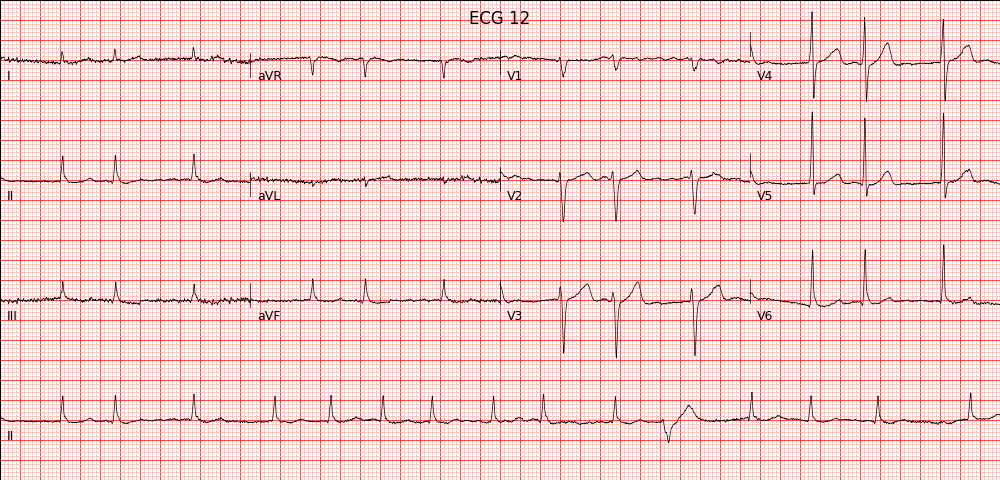 ECG 12
I aVR V1 V4
II aVL V2 V5
III aVF V3 V6
II